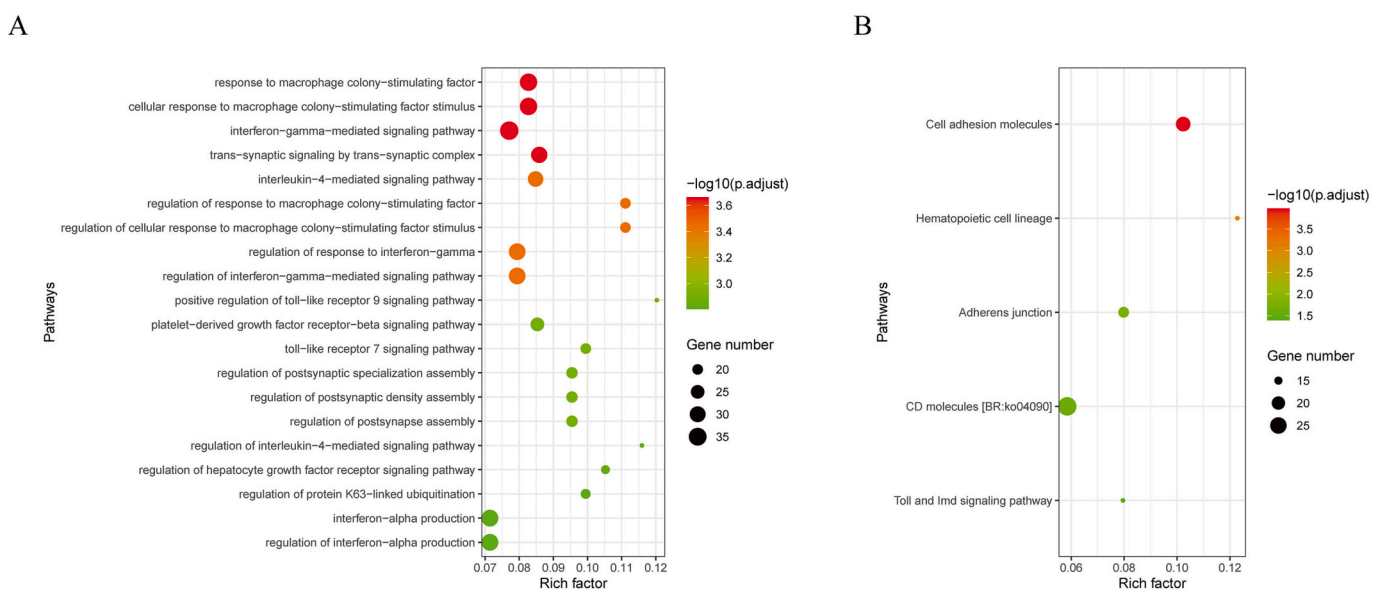 A
B
response to macrophage colony−stimulating factor
cellular response to macrophage colony−stimulating factor stimulus
interferon−gamma−mediated signaling pathway
trans−synaptic signaling by trans−synaptic complex
interleukin−4−mediated signaling pathway
regulation of response to macrophage colony−stimulating factor
regulation of cellular response to macrophage colony−stimulating factor stimulus
regulation of response to interferon−gamma
regulation of interferon−gamma−mediated signaling pathway
positive regulation of toll−like receptor 9 signaling pathway
platelet−derived growth factor receptor−beta signaling pathway
toll−like receptor 7 signaling pathway
regulation of postsynaptic specialization assembly
regulation of postsynaptic density assembly
regulation of postsynapse assembly
regulation of interleukin−4−mediated signaling pathway
regulation of hepatocyte growth factor receptor signaling pathway
regulation of protein K63−linked ubiquitination
interferon−alpha production
regulation of interferon−alpha production
Pathways
0.07 0.08 0.09 0.10 0.11 0.12
Rich factor
−log10(p.adjust)
3.6
3.4
3.2
3.0
Gene number
20
25
30
35
Cell adhesion molecules
Hematopoietic cell lineage
Adherens junction
CD molecules [BR:ko04090]
Toll and Imd signaling pathway
Pathways
0.06 0.08 0.10 0.12
Rich factor
−log10(p.adjust)
3.5
3.0
2.5
2.0
1.5
Gene number
15
20
25